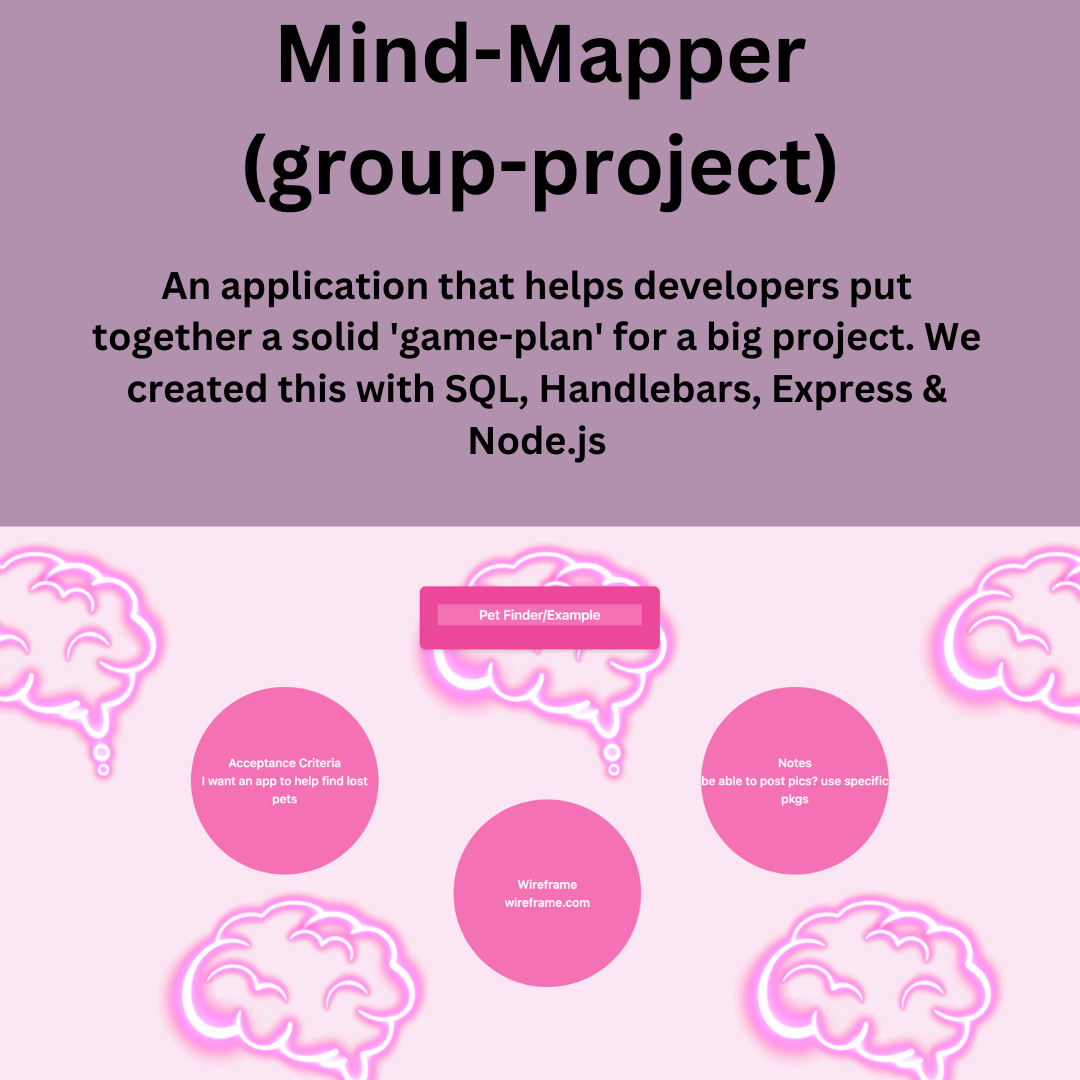 Mind-Mapper
(group-project)
An application that helps developers put
together a solid 'game-plan' for a big project. We
created this with SQL, Handlebars, Express &
Node.js
Pet Finder/Example
Acceptance Criteria
I want an app to help find lost
pets
Notes
be able to post pics? use specific
pkgs
Wireframe
wireframe.com